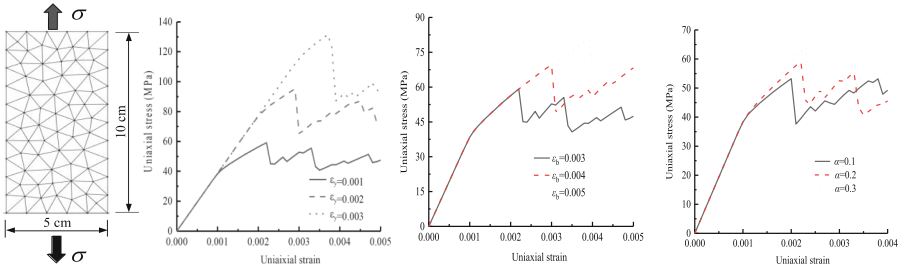 σ
10 cm
5 cm
σ
Uniaxial stress (MPa)
140
120
100
80
60
40
20
0
0.000
0.001
0.002
0.003
0.004
0.005
Uniaixial strain
εy=0.001
εy=0.002
εy=0.003
Uniaxial stress (MPa)
90
75
60
45
30
15
0
0.000
0.001
0.002
0.003
0.004
0.005
Uniaxial strain
εb=0.003
εb=0.004
εb=0.005
Uniaxial stress (MPa)
70
60
50
40
30
20
10
0
0.000
0.001
0.002
0.003
0.004
Uniaxial strain
α=0.1
α=0.2
α=0.3